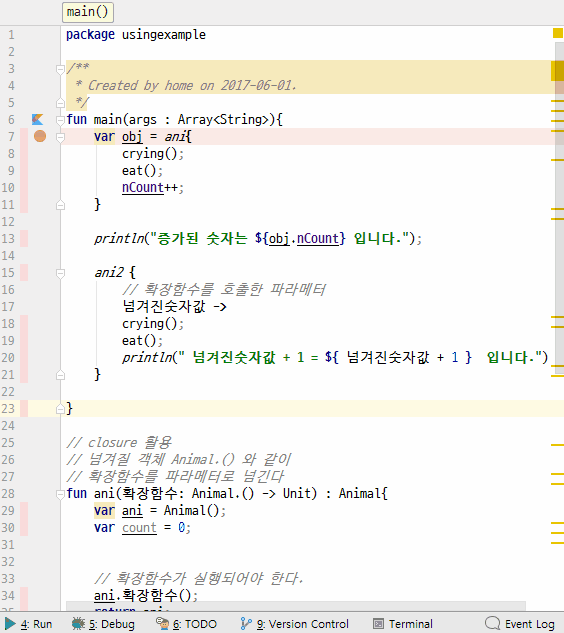 main()
1 package usingexample
2
3 /**
4 * Created by home on 2017-06-01.
5 */
6 fun main(args : Array<String>){
7 var obj = ani{
8 crying();
9 eat();
10 nCount++;
11 }
12
13 println("증가된 숫자는 ${obj.nCount} 입니다.");
14
15 ani2 {
16 // 확장함수를 호출한 파라메터
17 넘겨진숫자값 ->
18 crying();
19 eat();
20 println(" 넘겨진숫자값 + 1 = ${ 넘겨진숫자값 + 1 }  입니다.")
21 }
22
23 }
24
25 // closure 활용
26 // 넘겨질 객체 Animal.() 와 같이
27 // 확장함수를 파라메터로 넘긴다
28 fun ani(확장함수: Animal.() -> Unit) : Animal{
29 var ani = Animal();
30 var count = 0;
31
32
33 // 확장함수가 실행되어야 한다.
34 ani.확장함수();
4: Run 5: Debug 6: TODO 9: Version Control Terminal Event Log